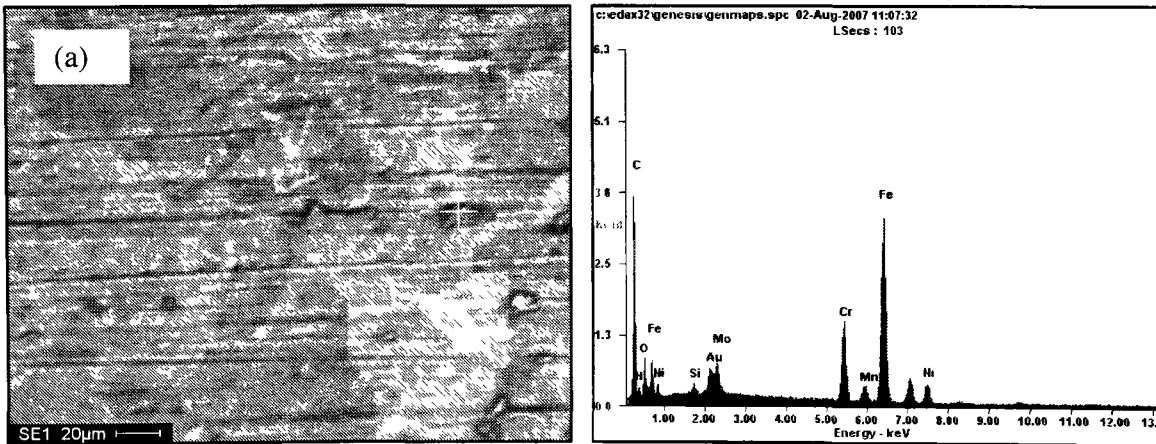 (a)
SE1 20µm
c:\edax32\genesis\genmaps.spc 02-Aug-2007 11:07:32
LSecs : 103
6.3
5.1
3.8
2.5
1.3
0.0
C
O
Fe
Ni
Si
Au
Mo
Cr
Mn
Fe
Ni
1.00 2.00 3.00 4.00 5.00 6.00 7.00 8.00 9.00 10.00 11.00 12.00 13.
Energy - keV